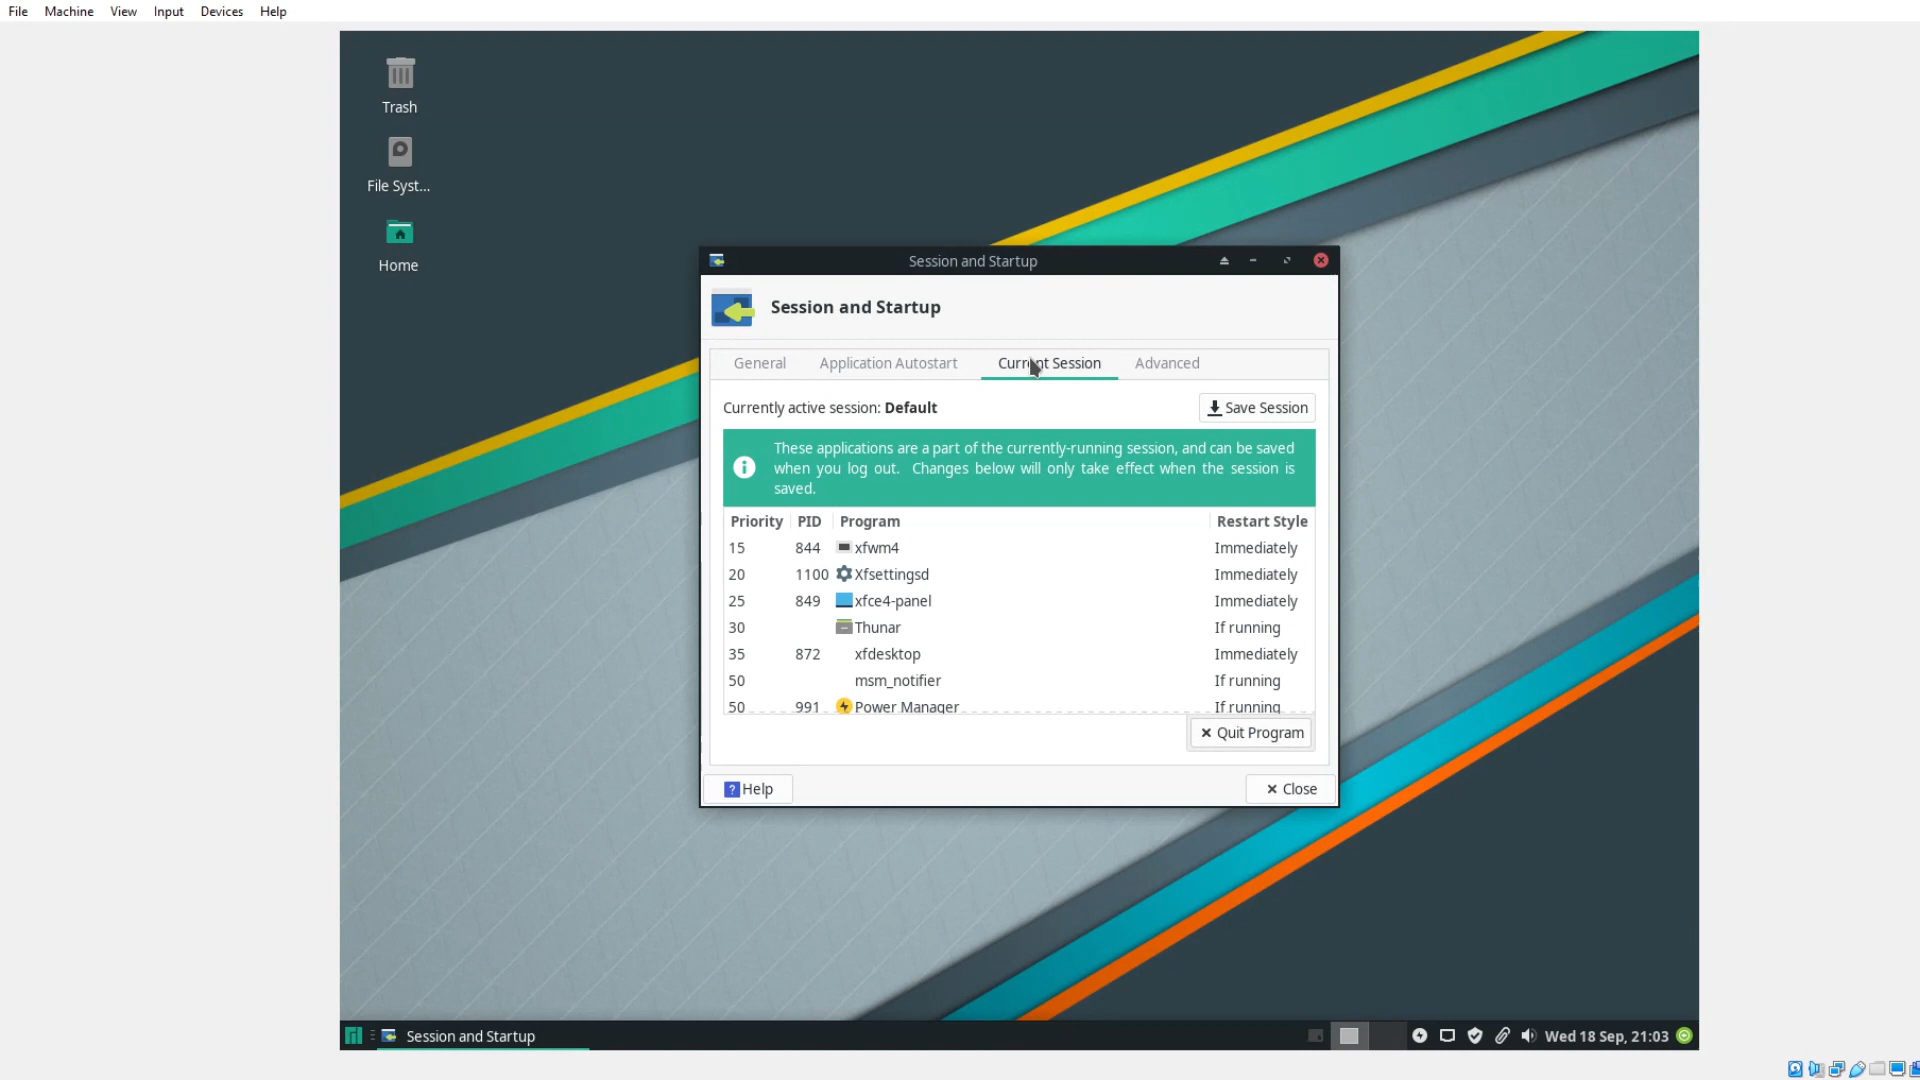 File Machine View Input Devices Help
Trash
File Syst...
Home
Session and Startup
Session and Startup
General Application Autostart Current Session Advanced
Currently active session: Default
Save Session
These applications are a part of the currently-running session, and can be saved
when you log out. Changes below will only take effect when the session is
saved.
Priority PID Program Restart Style
15 844 xfwm4 Immediately
20 1100 Xfsettingsd Immediately
25 849 xfce4-panel Immediately
30 Thunar If running
35 872 xfdesktop Immediately
50 msm_notifier If running
50 991 Power Manager If running
Quit Program
? Help
Close
Session and Startup
Wed 18 Sep, 21:03